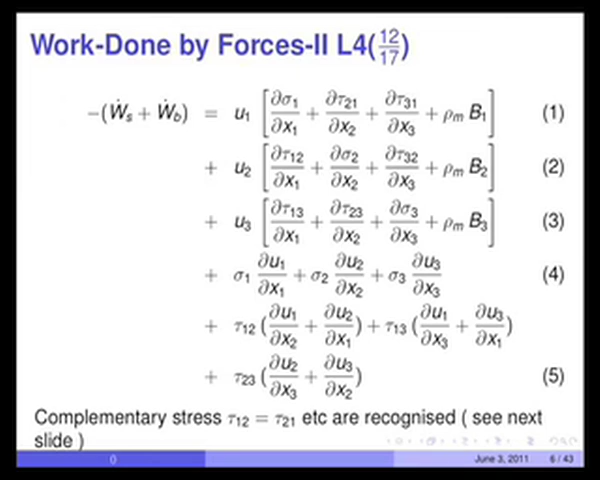 Work-Done by Forces-II L4(12/17)
−(Ẇs + Ẇb) = u1 [∂σ1/∂x1 + ∂τ21/∂x2 + ∂τ31/∂x3 + ρm B1] (1)
+ u2 [∂τ12/∂x1 + ∂σ2/∂x2 + ∂τ32/∂x3 + ρm B2] (2)
+ u3 [∂τ13/∂x1 + ∂τ23/∂x2 + ∂σ3/∂x3 + ρm B3] (3)
+ σ1 ∂u1/∂x1 + σ2 ∂u2/∂x2 + σ3 ∂u3/∂x3 (4)
+ τ12 (∂u1/∂x2 + ∂u2/∂x1) + τ13 (∂u1/∂x3 + ∂u3/∂x1)
+ τ23 (∂u2/∂x3 + ∂u3/∂x2) (5)
Complementary stress τ12 = τ21 etc are recognised ( see next
slide )
() June 3, 2011 6 / 43